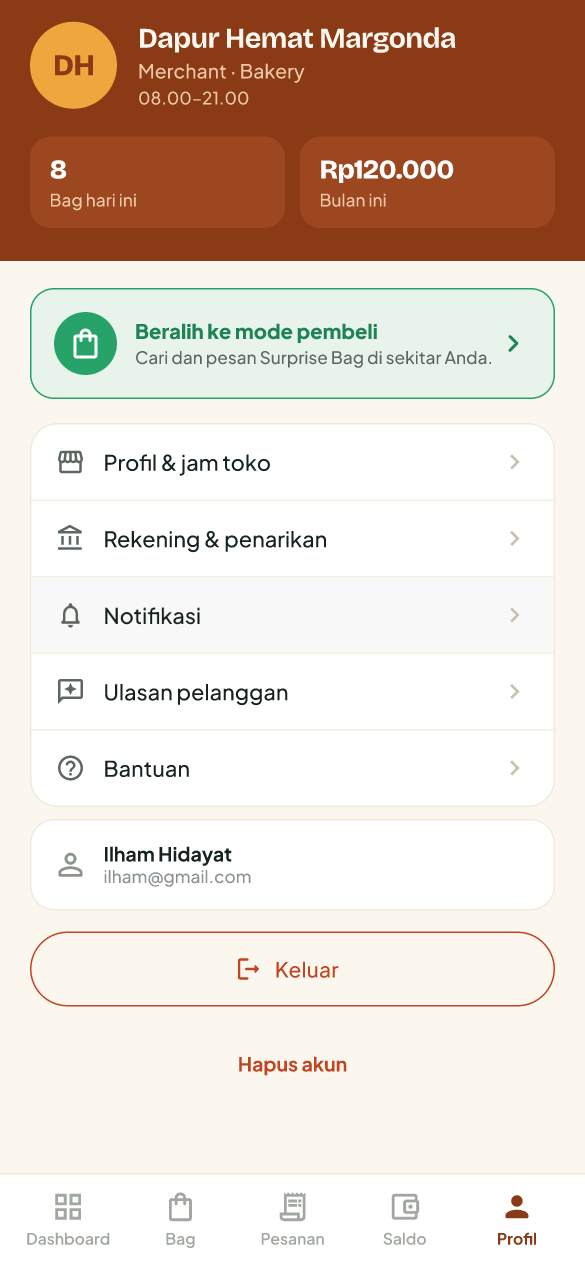 DH
Dapur Hemat Margonda
Merchant · Bakery
08.00–21.00
8
Bag hari ini
Rp120.000
Bulan ini
Beralih ke mode pembeli
Cari dan pesan Surprise Bag di sekitar Anda.
Profil & jam toko
Rekening & penarikan
Notifikasi
Ulasan pelanggan
Bantuan
Ilham Hidayat
ilham@gmail.com
Keluar
Hapus akun
Dashboard
Bag
Pesanan
Saldo
Profil